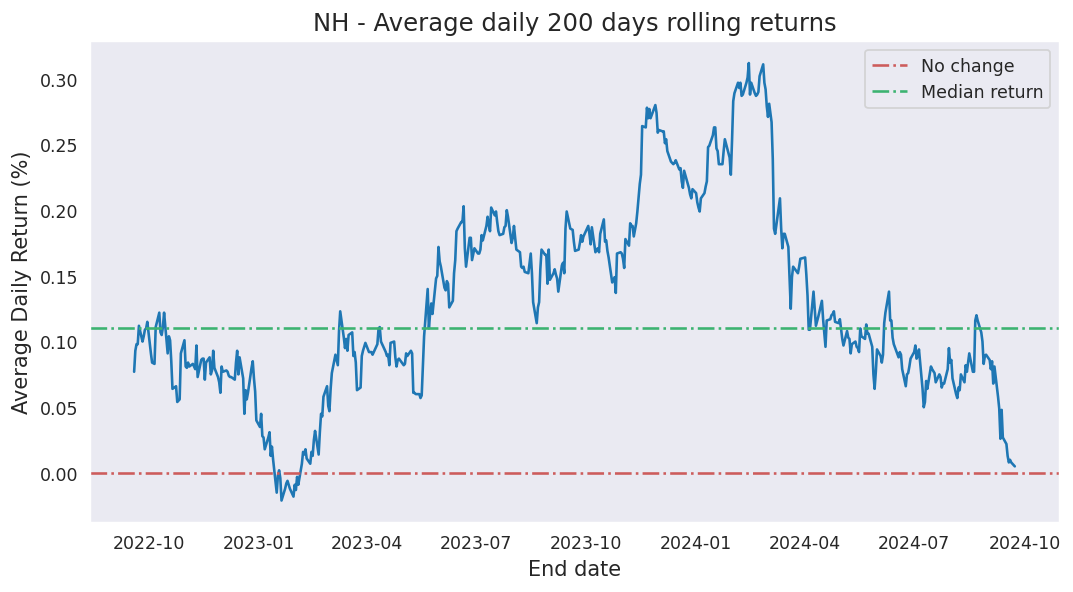 NH - Average daily 200 days rolling returns
No change
Median return
Average Daily Return (%)
0.30
0.25
0.20
0.15
0.10
0.05
0.00
2022-10 2023-01 2023-04 2023-07 2023-10 2024-01 2024-04 2024-07 2024-10
End date